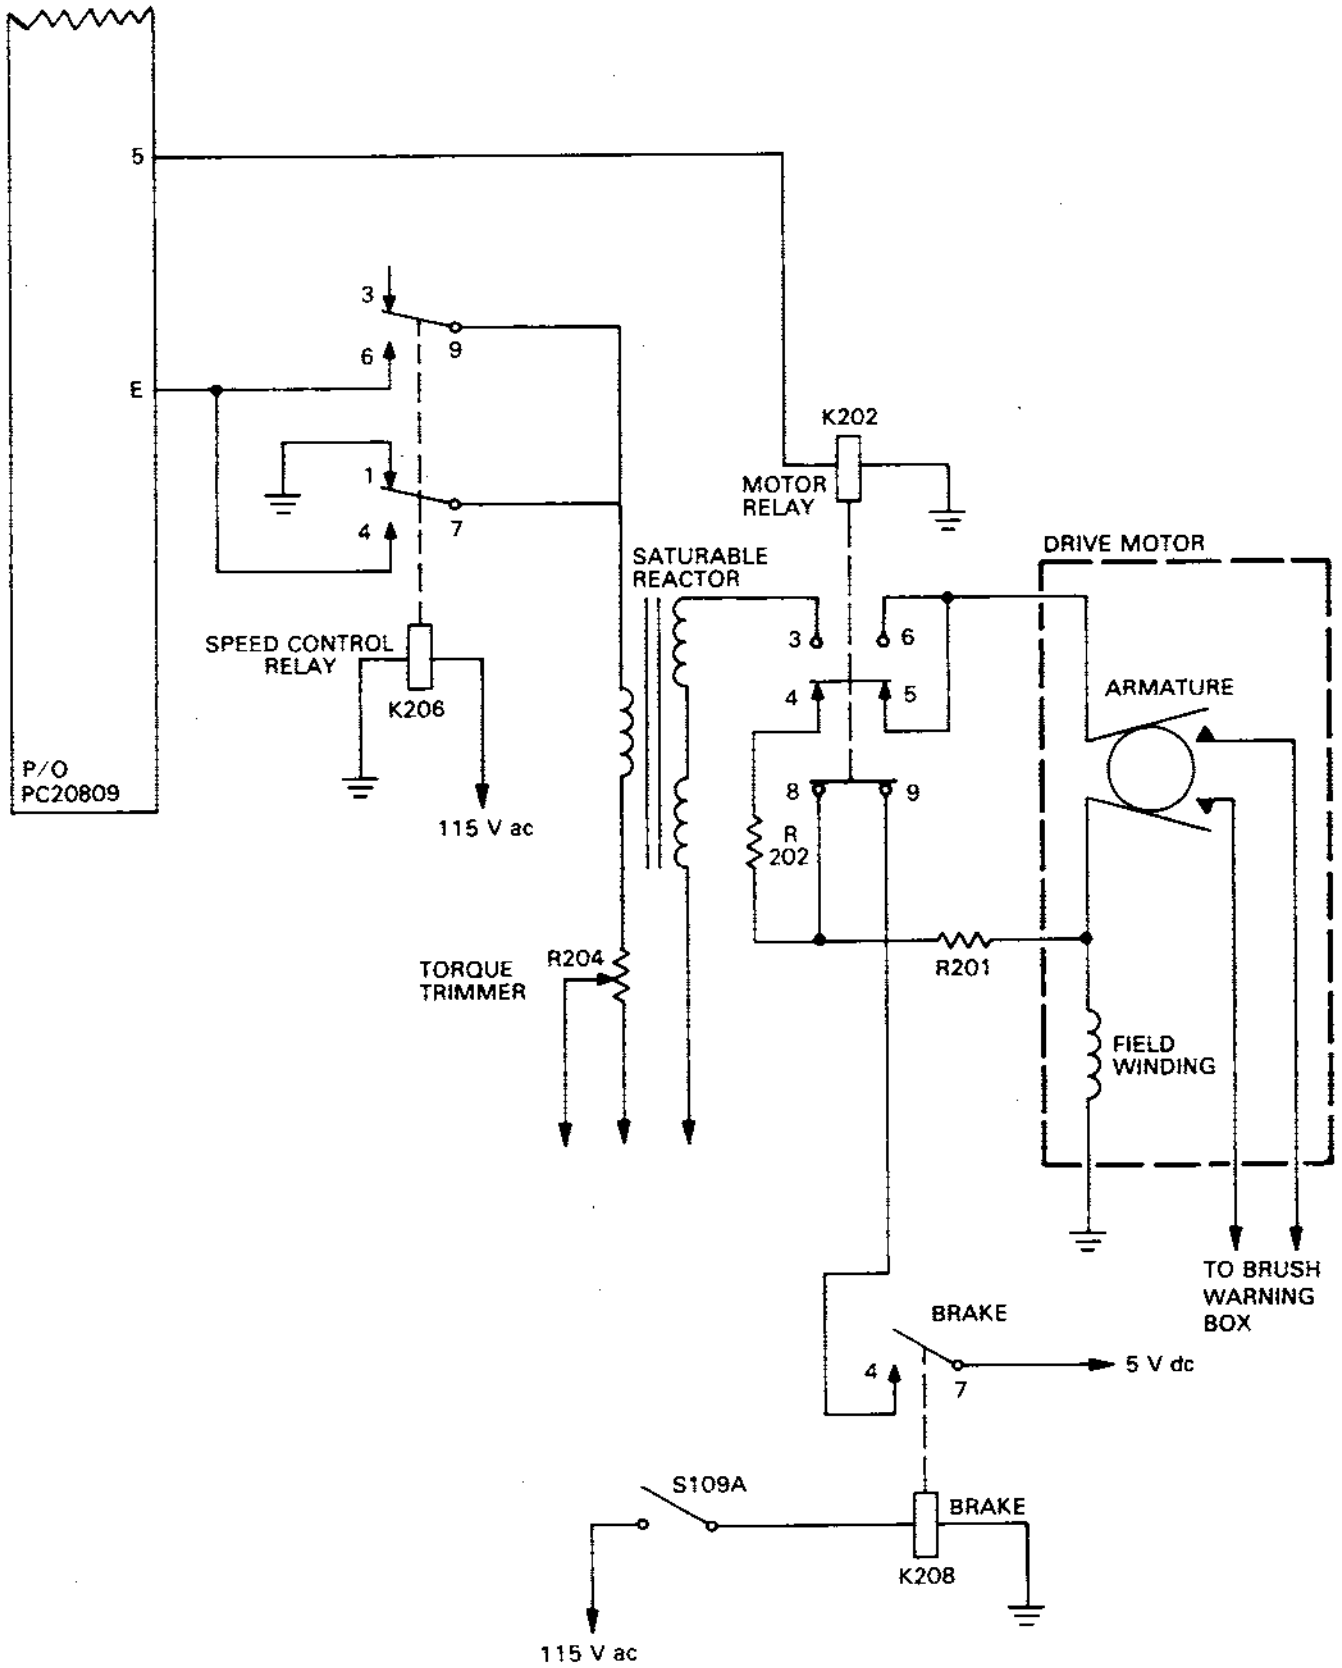 5
3
6
9
E
K202
1
4
7
MOTOR
RELAY
DRIVE MOTOR
SATURABLE
REACTOR
3
6
SPEED CONTROL
RELAY
4
5
ARMATURE
K206
P/O
PC20809
8
9
115 V ac
R
202
R204
R201
TORQUE
TRIMMER
FIELD
WINDING
TO BRUSH
WARNING
BOX
BRAKE
4
7
5 V dc
S109A
BRAKE
K208
115 V ac